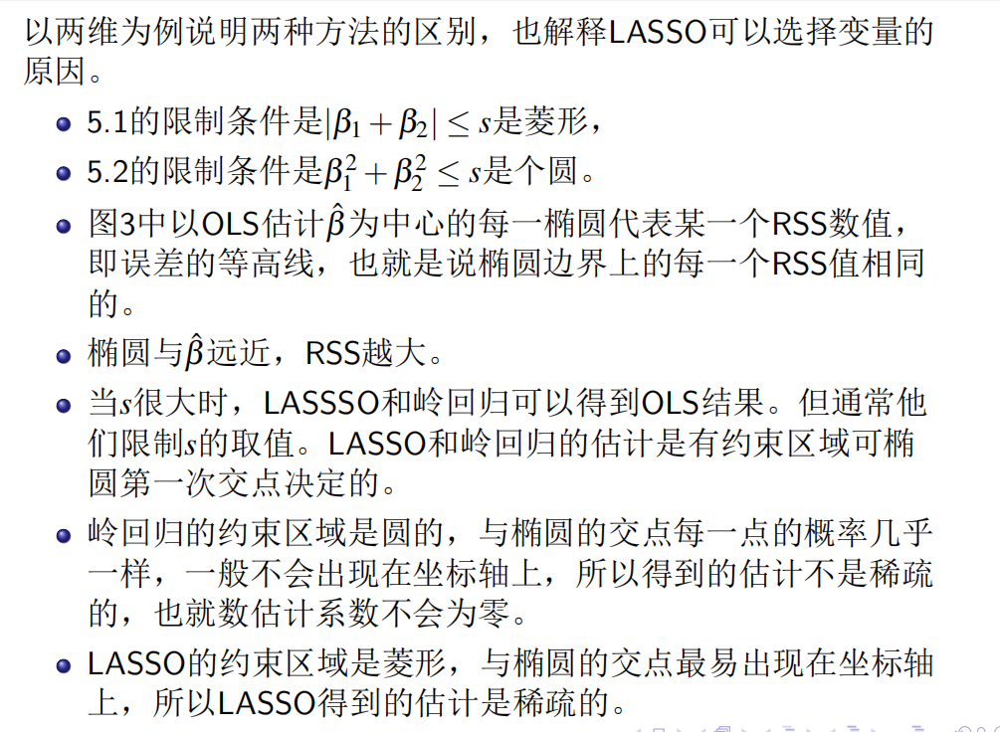 以两维为例说明两种方法的区别，也解释LASSO可以选择变量的
原因。
5.1的限制条件是|β₁ + β₂| ≤ s是菱形，
5.2的限制条件是β₁² + β₂² ≤ s是个圆。
图3中以OLS估计β̂为中心的每一椭圆代表某一个RSS数值，
即误差的等高线，也就是说椭圆边界上的每一个RSS值相同
的。
椭圆与β̂远近，RSS越大。
当s很大时，LASSSO和岭回归可以得到OLS结果。但通常他
们限制s的取值。LASSO和岭回归的估计是有约束区域可椭
圆第一次交点决定的。
岭回归的约束区域是圆的，与椭圆的交点每一点的概率几乎
一样，一般不会出现在坐标轴上，所以得到的估计不是稀疏
的，也就数估计系数不会为零。
LASSO的约束区域是菱形，与椭圆的交点最易出现在坐标轴
上，所以LASSO得到的估计是稀疏的。